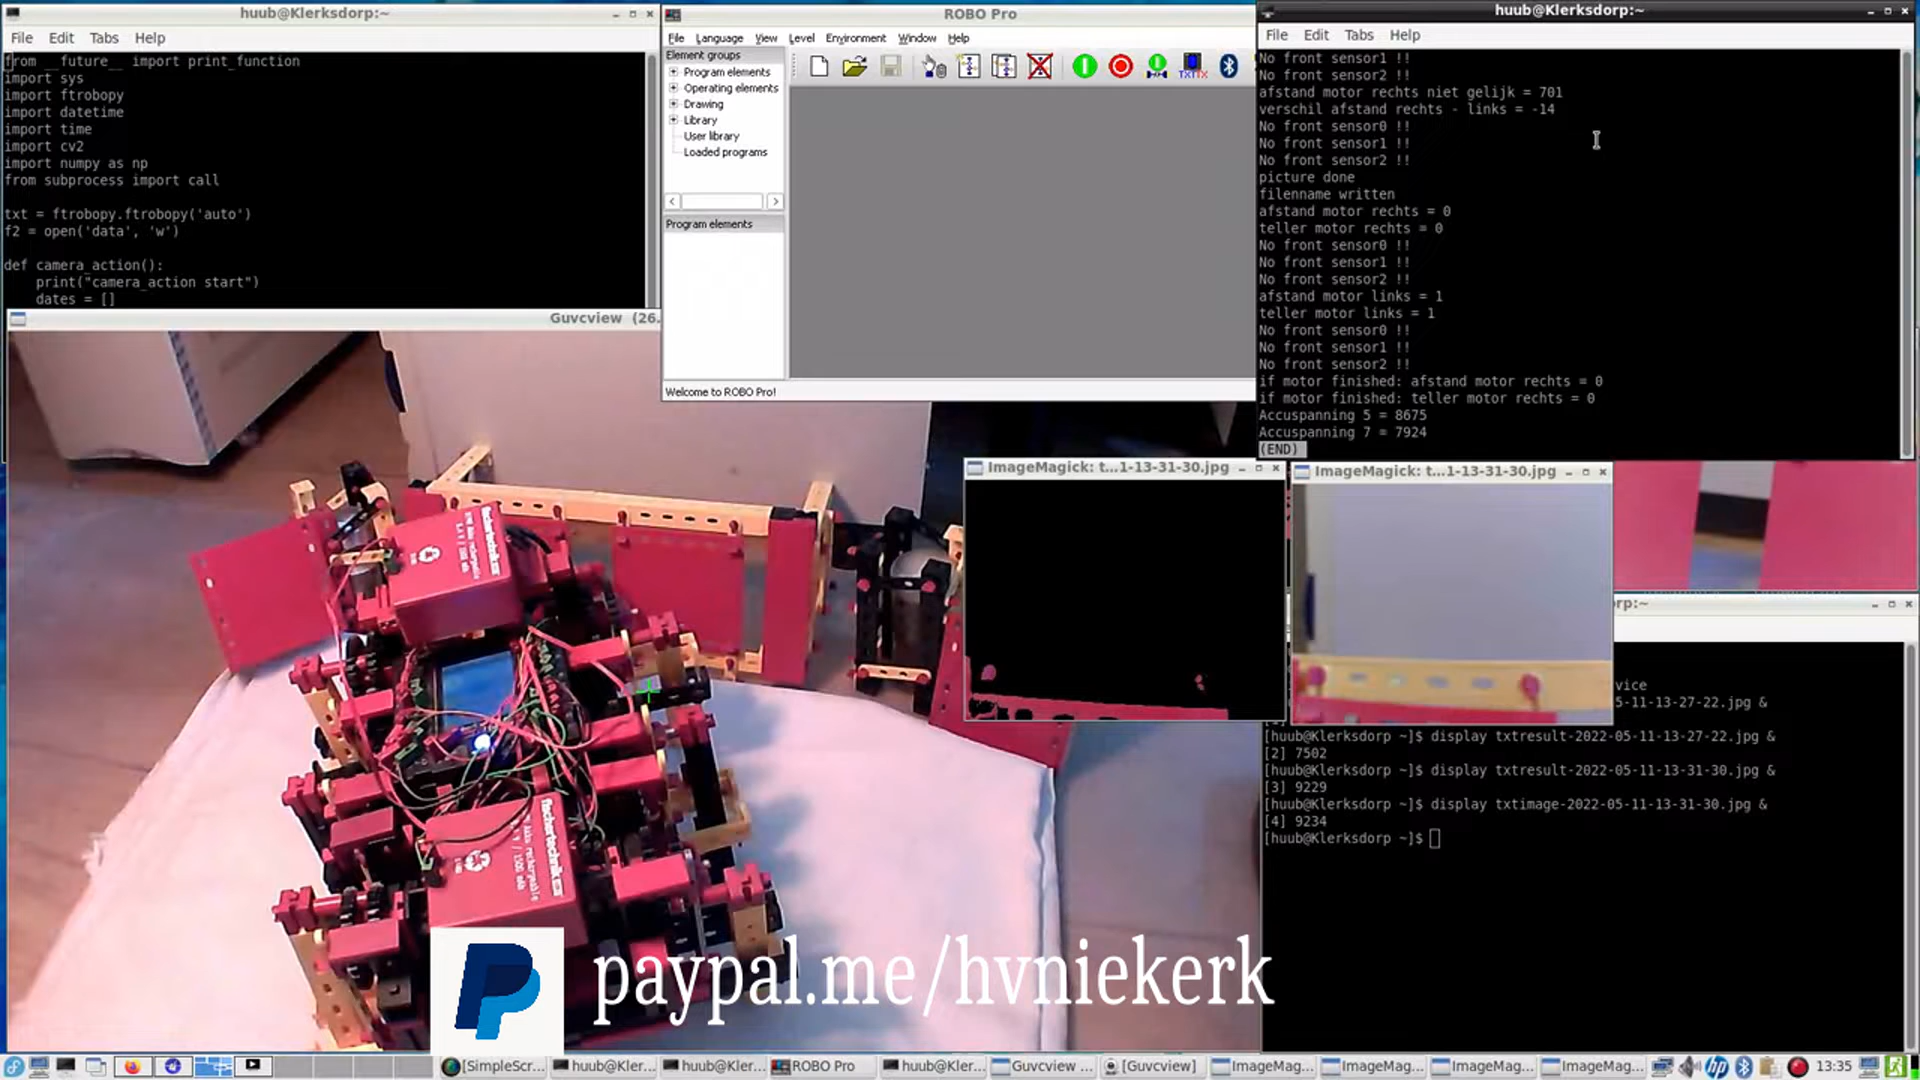 huub@Klerksdorp:~
File Edit Tabs Help
from __future__ import print_function
import sys
import ftrobopy
import datetime
import time
import cv2
import numpy as np
from subprocess import call
txt = ftrobopy.ftrobopy('auto')
f2 = open('data', 'w')
def camera_action():
print("camera_action start")
dates = []
ROBO Pro
File Language View Level Environment Window Help
Element groups
Program elements
Operating elements
Drawing
Library
User library
Loaded programs
Program elements
Welcome to ROBO Pro!
huub@Klerksdorp:~
File Edit Tabs Help
No front sensor1 !!
No front sensor2 !!
afstand motor rechts niet gelijk = 701
verschil afstand rechts - links = -14
No front sensor0 !!
No front sensor1 !!
No front sensor2 !!
picture done
filenname written
afstand motor rechts = 0
teller motor rechts = 0
No front sensor0 !!
No front sensor1 !!
No front sensor2 !!
afstand motor links = 1
teller motor links = 1
No front sensor0 !!
No front sensor1 !!
No front sensor2 !!
if motor finished: afstand motor rechts = 0
if motor finished: teller motor rechts = 0
Accuspanning 5 = 8675
Accuspanning 7 = 7924
(END)
Guvcview (26.
ImageMagick: t...1-13-31-30.jpg
ImageMagick: t...1-13-31-30.jpg
rp:~
vice
-11-13-27-22.jpg &
[huub@Klerksdorp ~]$ display txtresult-2022-05-11-13-27-22.jpg &
[2] 7502
[huub@Klerksdorp ~]$ display txtresult-2022-05-11-13-31-30.jpg &
[3] 9229
[huub@Klerksdorp ~]$ display txtimage-2022-05-11-13-31-30.jpg &
[4] 9234
[huub@Klerksdorp ~]$
fischertechnik
fischertechnik
paypal.me/hvniekerk
[SimpleScr... huub@Kler... huub@Kler... ROBO Pro huub@Kler... Guvcview ... [Guvcview] ImageMag... ImageMag... ImageMag... ImageMag... hp 13:35